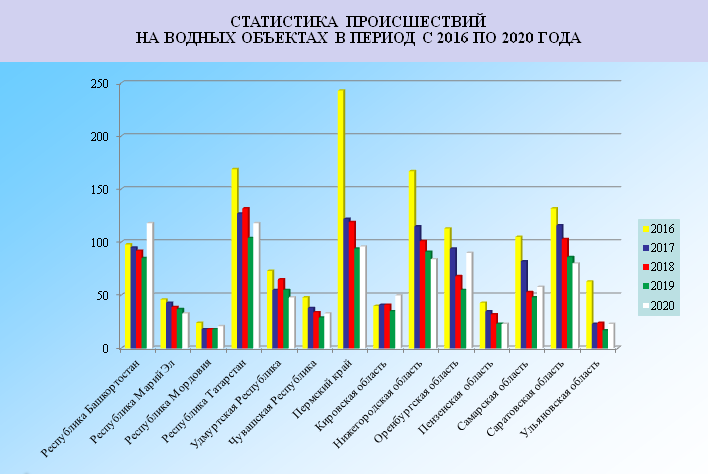 СТАТИСТИКА ПРОИСШЕСТВИЙ
НА ВОДНЫХ ОБЪЕКТАХ В ПЕРИОД С 2016 ПО 2020 ГОДА
250
200
150
100
50
0
2016
2017
2018
2019
2020
Республика Башкортостан
Республика Марий Эл
Республика Мордовия
Республика Татарстан
Удмуртская Республика
Чувашская Республика
Пермский край
Кировская область
Нижегородская область
Оренбургская область
Пензенская область
Самарская область
Саратовская область
Ульяновская область